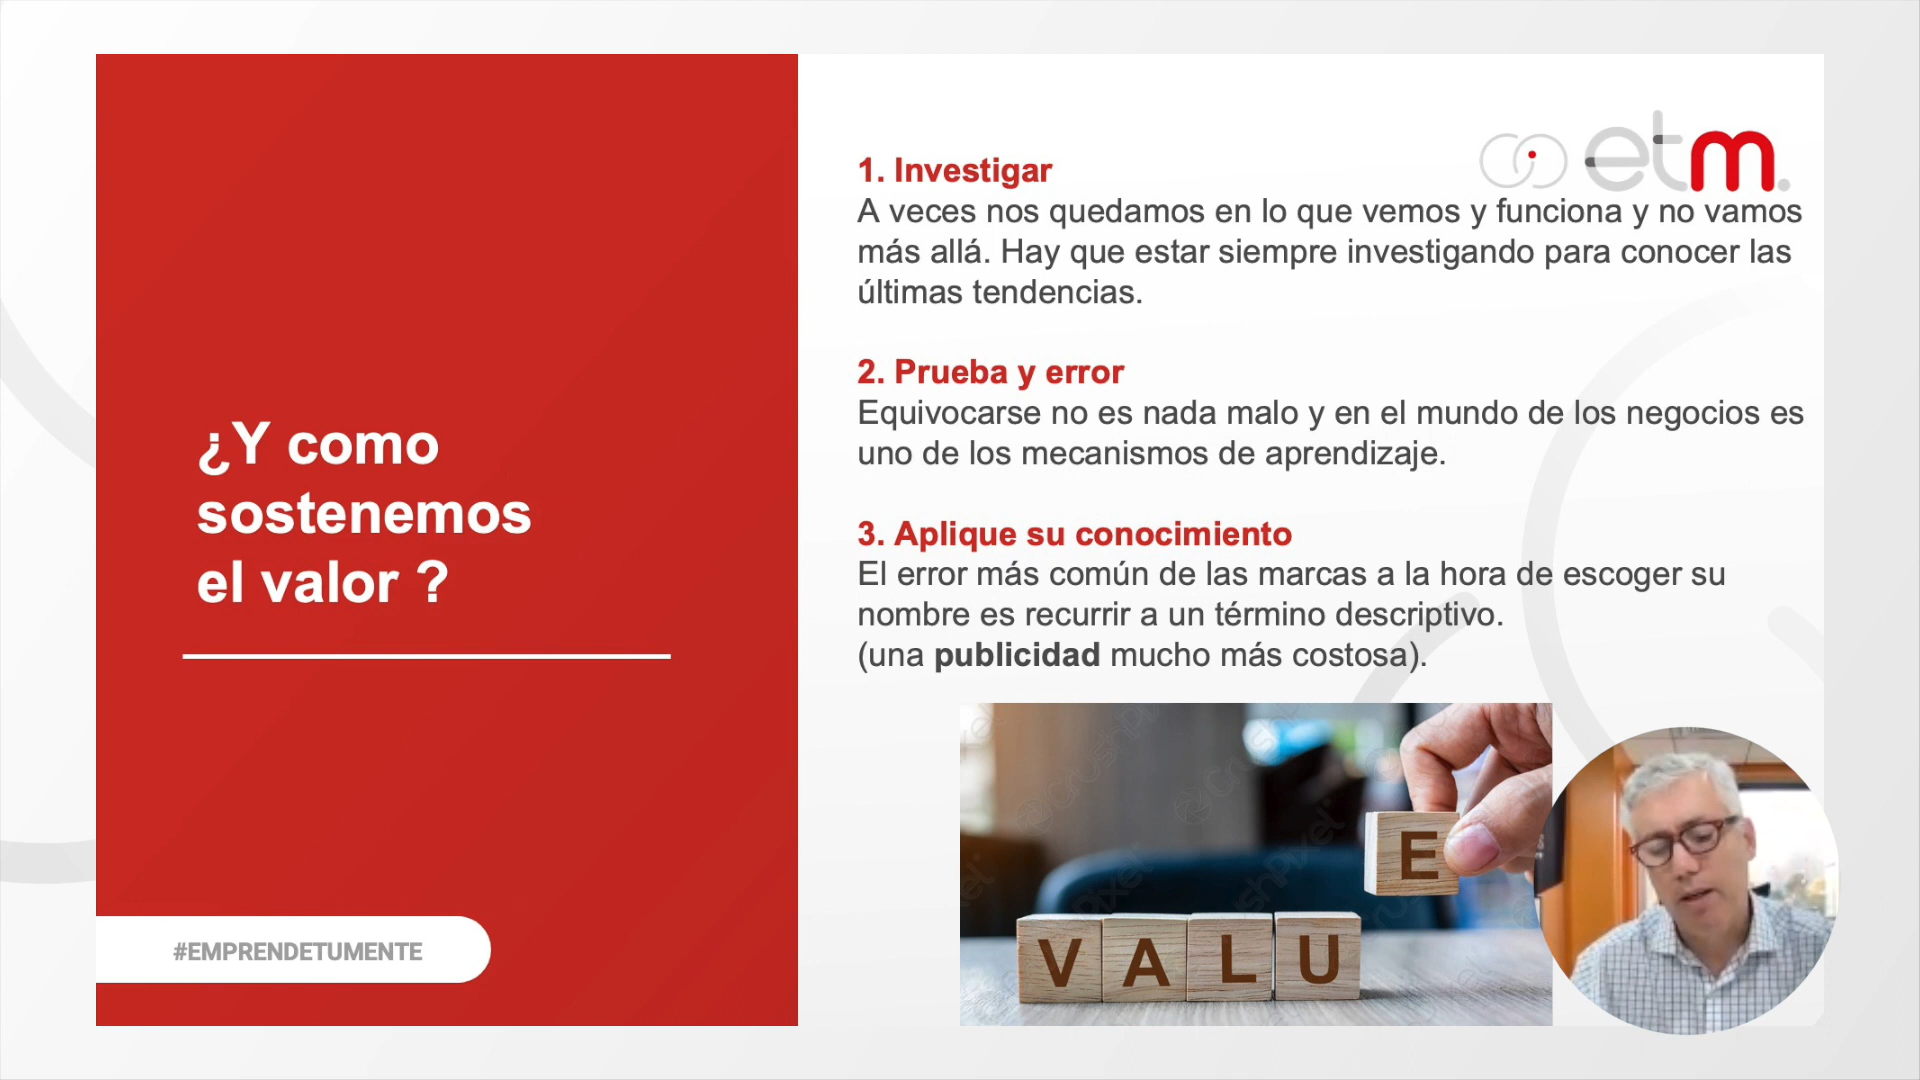 ¿Y como
sostenemos
el valor ?
#EMPRENDETUMENTE
etm.
1. Investigar
A veces nos quedamos en lo que vemos y funciona y no vamos
más allá. Hay que estar siempre investigando para conocer las
últimas tendencias.
2. Prueba y error
Equivocarse no es nada malo y en el mundo de los negocios es
uno de los mecanismos de aprendizaje.
3. Aplique su conocimiento
El error más común de las marcas a la hora de escoger su
nombre es recurrir a un término descriptivo.
(una publicidad mucho más costosa).
E
VALU